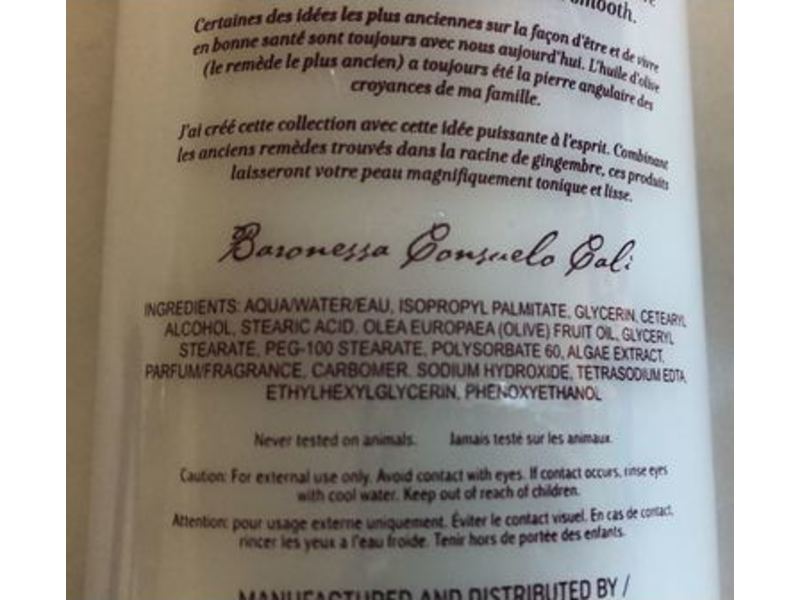 smooth.
Certaines des idées les plus anciennes sur la façon d'être et de vivre
en bonne santé sont toujours avec nous aujourd'hui. L'huile d'olive
(le remède le plus ancien) a toujours été la pierre angulaire des
croyances de ma famille.
J'ai créé cette collection avec cette idée puissante à l'esprit. Combinant
les anciens remèdes trouvés dans la racine de gingembre, ces produits
laisseront votre peau magnifiquement tonique et lisse.
Baronessa Consuelo Cali
INGREDIENTS: AQUA/WATER/EAU, ISOPROPYL PALMITATE, GLYCERIN, CETEARYL
ALCOHOL, STEARIC ACID, OLEA EUROPAEA (OLIVE) FRUIT OIL, GLYCERYL
STEARATE, PEG-100 STEARATE, POLYSORBATE 60, ALGAE EXTRACT,
PARFUM/FRAGRANCE, CARBOMER, SODIUM HYDROXIDE, TETRASODIUM EDTA,
ETHYLHEXYLGLYCERIN, PHENOXYETHANOL
Never tested on animals. Jamais testé sur les animaux.
Caution: For external use only. Avoid contact with eyes. If contact occurs, rinse eyes
with cool water. Keep out of reach of children.
Attention: pour usage externe uniquement. Éviter le contact visuel. En cas de contact,
rincer les yeux a l'eau froide. Tenir hors de portée des enfants.
MANUFACTURED AND DISTRIBUTED BY /